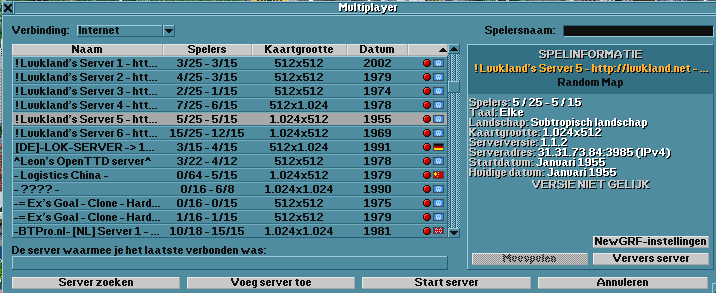 Multiplayer
Verbinding: Internet Spelersnaam:
Naam Spelers Kaartgrootte Datum
!Luukland's Server 1 - htt... 3/25 - 3/15 512x512 2002
!Luukland's Server 2 - htt... 4/25 - 4/15 512x512 1979
!Luukland's Server 3 - htt... 2/25 - 2/15 512x512 1974
!Luukland's Server 4 - htt... 7/25 - 6/15 512x1.024 1978
!Luukland's Server 5 - htt... 5/25 - 5/15 1.024x512 1955
!Luukland's Server 6 - htt... 15/25 - 12/15 1.024x512 1969
[DE]-LOK-SERVER -> 1... 3/15 - 4/15 512x1.024 1991
^Leon's OpenTTD server^ 3/22 - 4/12 512x512 1978
- Logistics China - 0/64 - 5/15 1.024x1.024 1979
- ???? - 0/16 - 6/8 1.024x1.024 1990
-= Ex's Goal - Clone - Hard... 0/16 - 0/15 512x512 1975
-= Ex's Goal - Clone - Hard... 1/16 - 1/15 512x512 1979
-BTPro.nl- [NL] Server 1 - ... 10/18 - 15/15 1.024x1.024 1981
De server waarmee je het laatste verbonden was:
SPELINFORMATIE
!Luukland's Server 5 - http://luukland.net - ...
Random Map
Spelers: 5 / 25 - 5 / 15
Taal: Elke
Landschap: Subtropisch landschap
Kaartgrootte: 1.024x512
Serverversie: 1.1.2
Serveradres: 31.31.73.84:3985 (IPv4)
Startdatum: Januari 1955
Huidige datum: Januari 1955
VERSIE NIET GELIJK
NewGRF-instellingen
Meespelen Ververs server
Server zoeken Voeg server toe Start server Annuleren